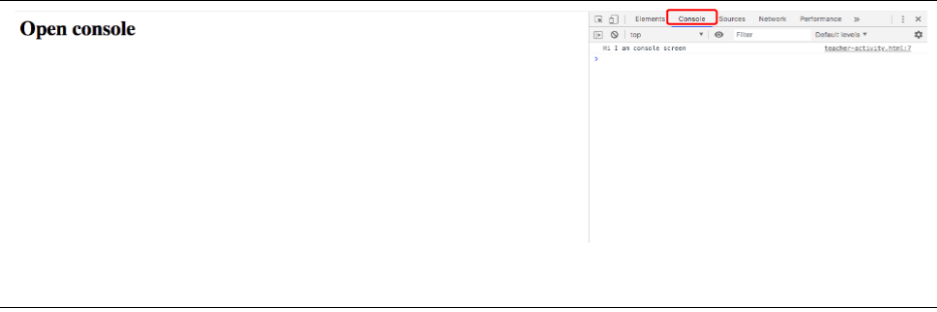 Open console
Elements Console Sources Network Performance »
top Filter Default levels ▼
Hi I am console screen teacher-activity.html:7
>